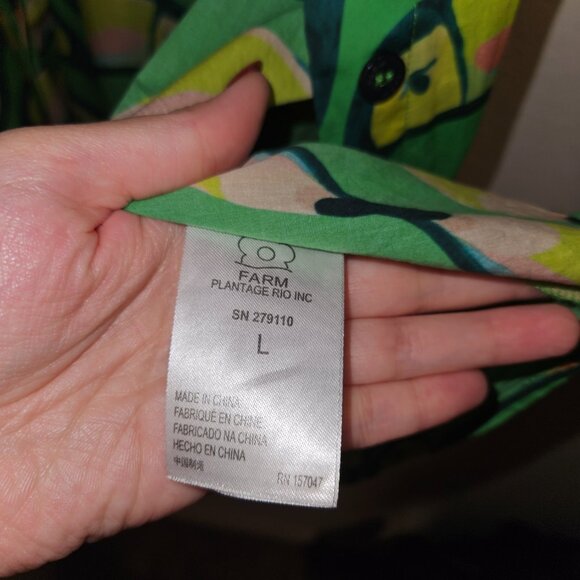 FARM
PLANTAGE RIO INC
SN 279110
L
MADE IN CHINA
FABRIQUÉ EN CHINE
FABRICADO NA CHINA
HECHO EN CHINA
中国制造
RN 157047